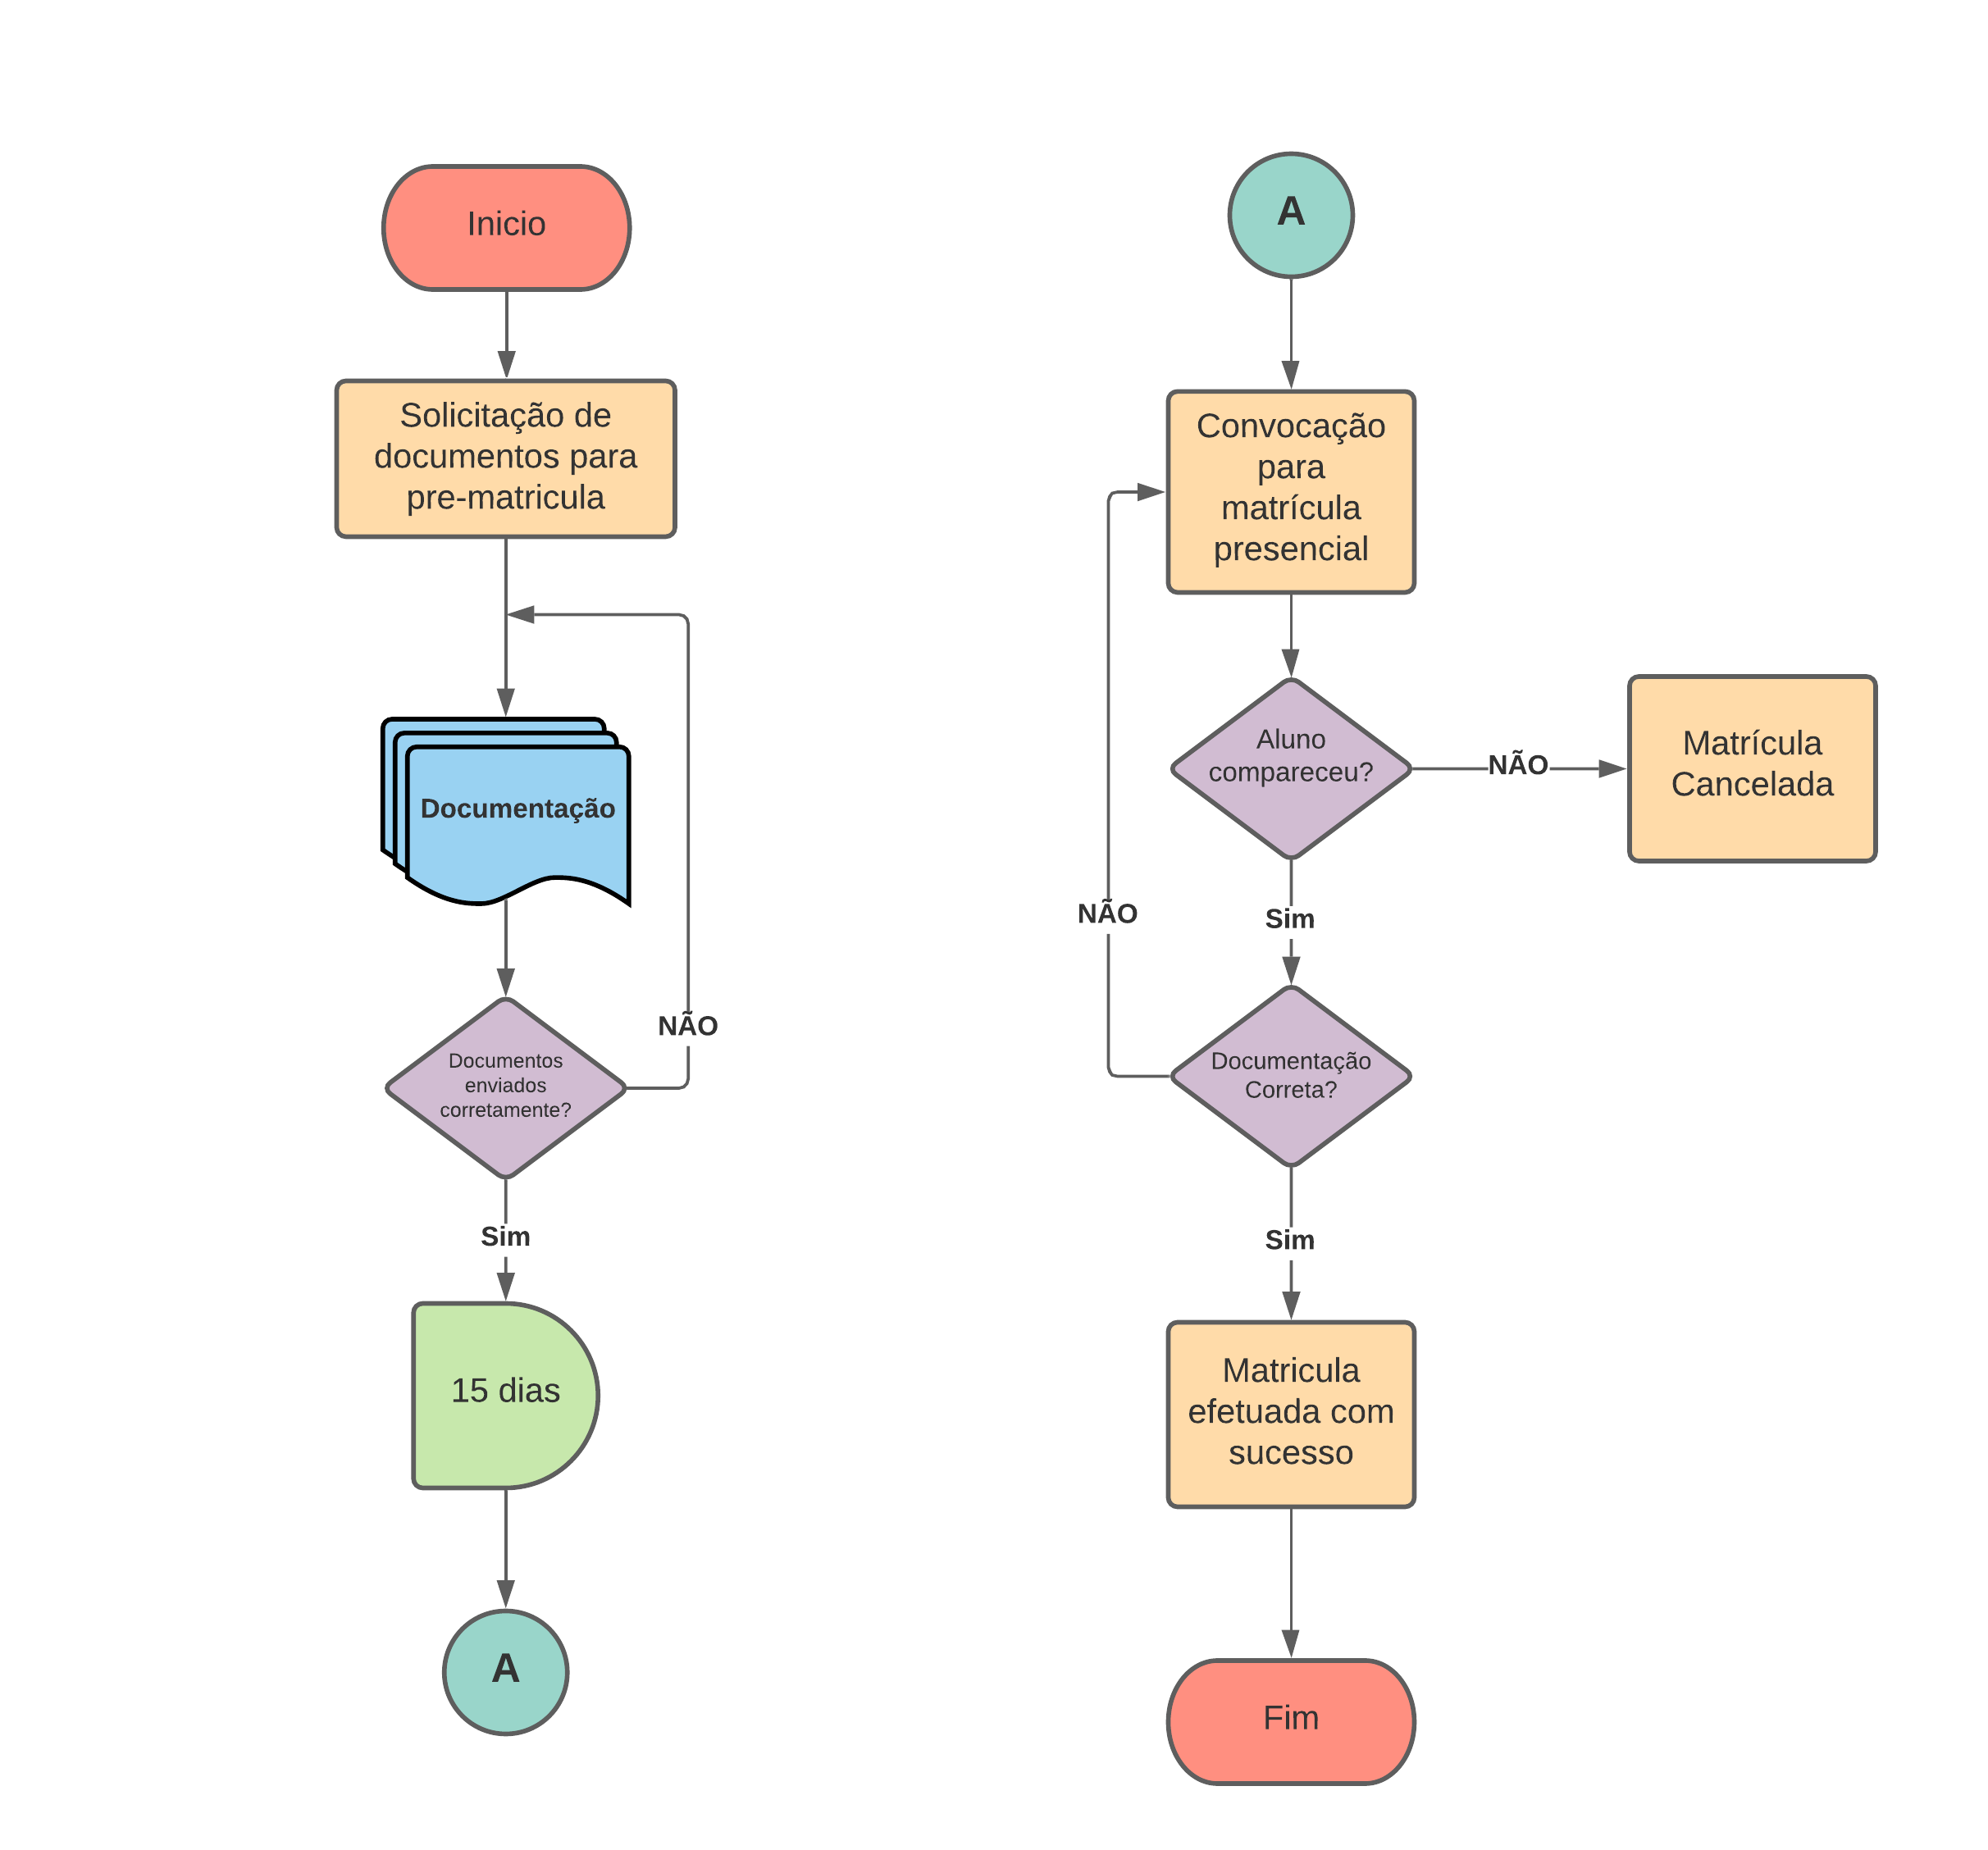 Inicio
Solicitação de
documentos para
pre-matricula
Documentação
Documentos
enviados
corretamente?
NÃO
Sim
15 dias
A
A
Convocação
para
matrícula
presencial
Aluno
compareceu?
NÃO
Matrícula
Cancelada
Sim
NÃO
Documentação
Correta?
Sim
Matricula
efetuada com
sucesso
Fim